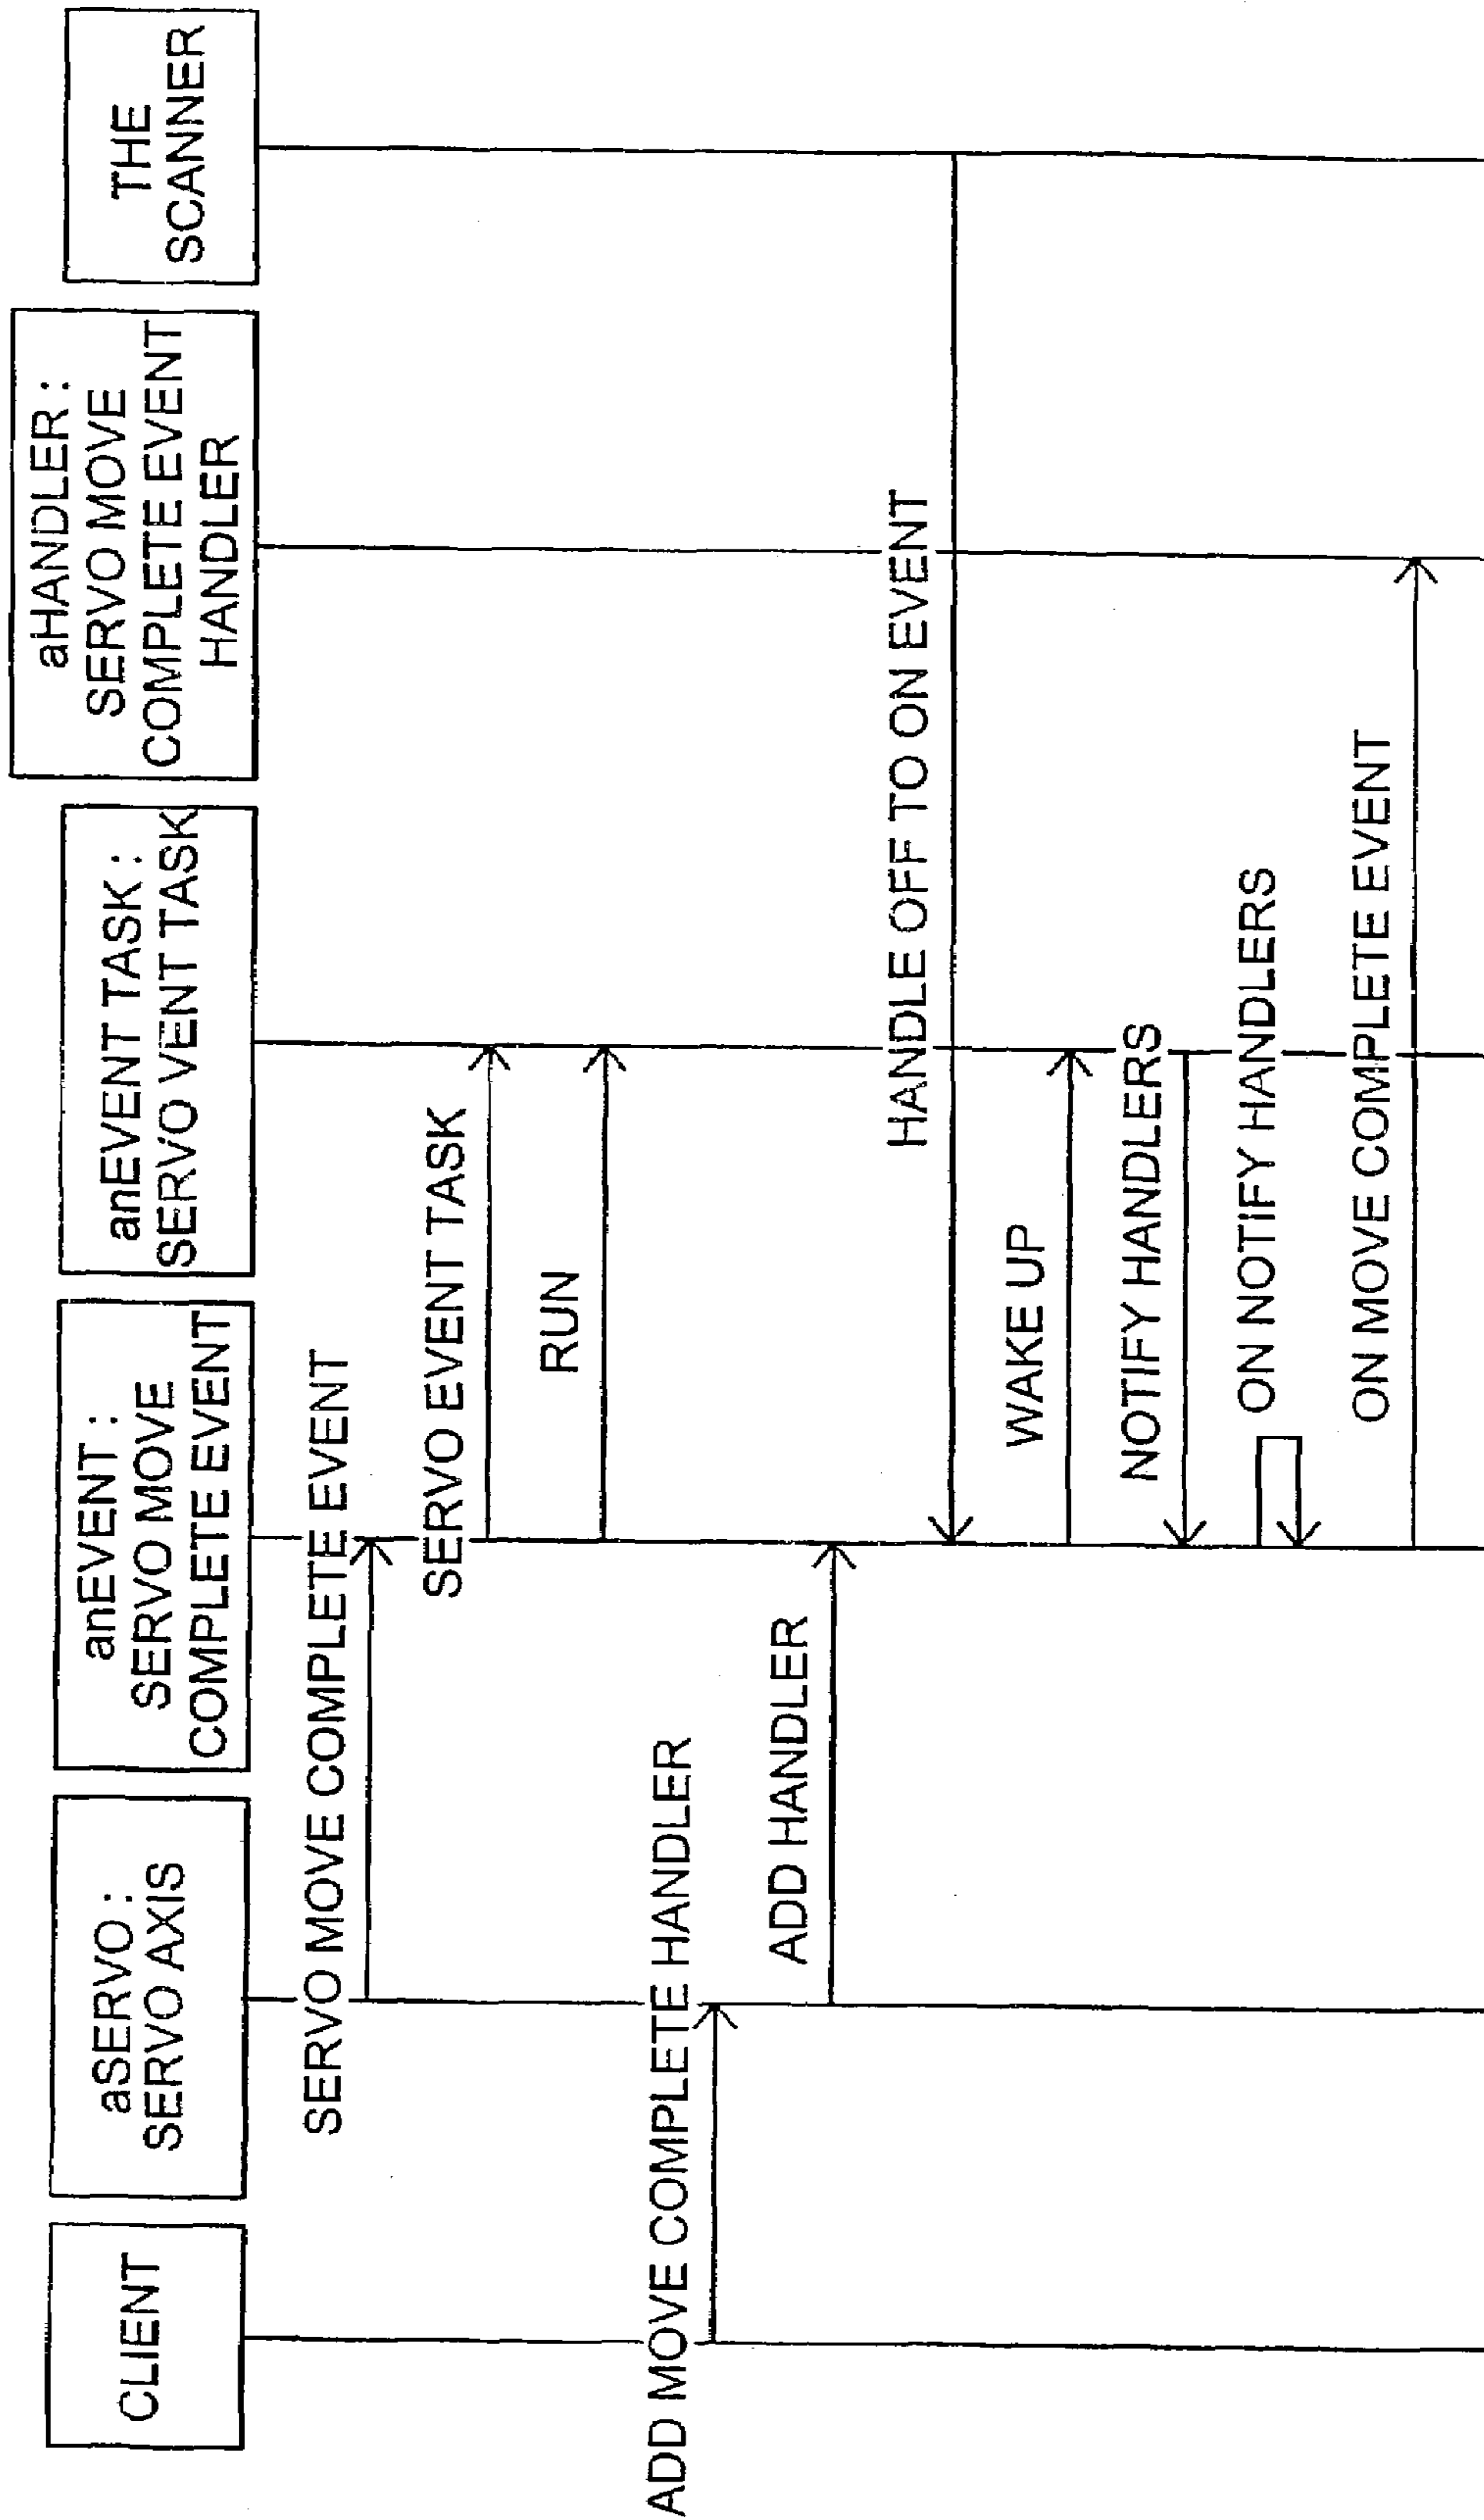 CLIENT
aSERVO :
SERVO AXIS
anEVENT :
SERVO MOVE
COMPLETE EVENT
anEVENT TASK :
SERVO VENT TASK
aHANDLER :
SERVO MOVE
COMPLETE EVENT
HANDLER
THE
SCANNER
SERVO MOVE COMPLETE EVENT
SERVO EVENT TASK
RUN
ADD MOVE COMPLETE HANDLER
ADD HANDLER
HANDLE OFF TO ON EVENT
WAKE UP
NOTIFY HANDLERS
ON NOTIFY HANDLERS
ON MOVE COMPLETE EVENT